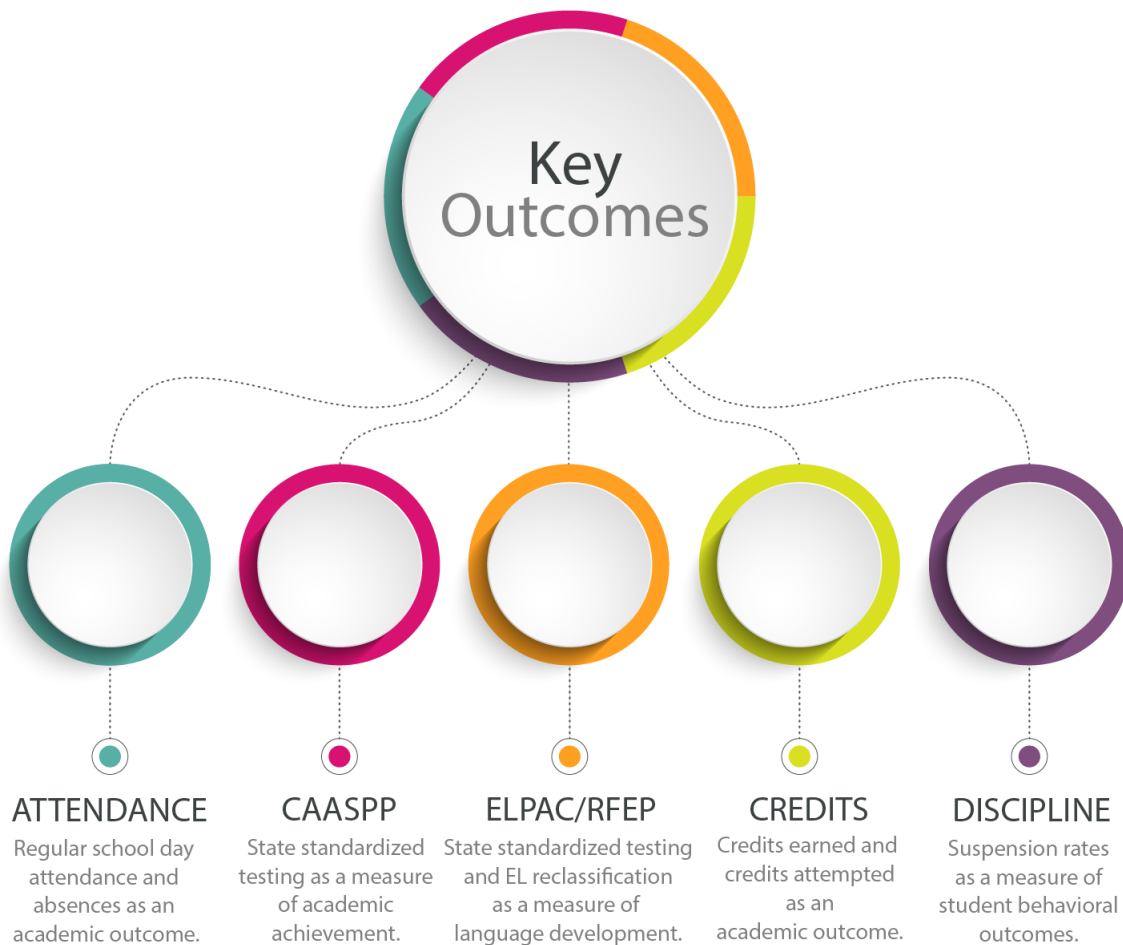 Key
Outcomes
ATTENDANCE
Regular school day
attendance and
absences as an
academic outcome.
CAASPP
State standardized
testing as a measure
of academic
achievement.
ELPAC/RFEP
State standardized testing
and EL reclassification
as a measure of
language development.
CREDITS
Credits earned and
credits attempted
as an
academic outcome.
DISCIPLINE
Suspension rates
as a measure of
student behavioral
outcomes.